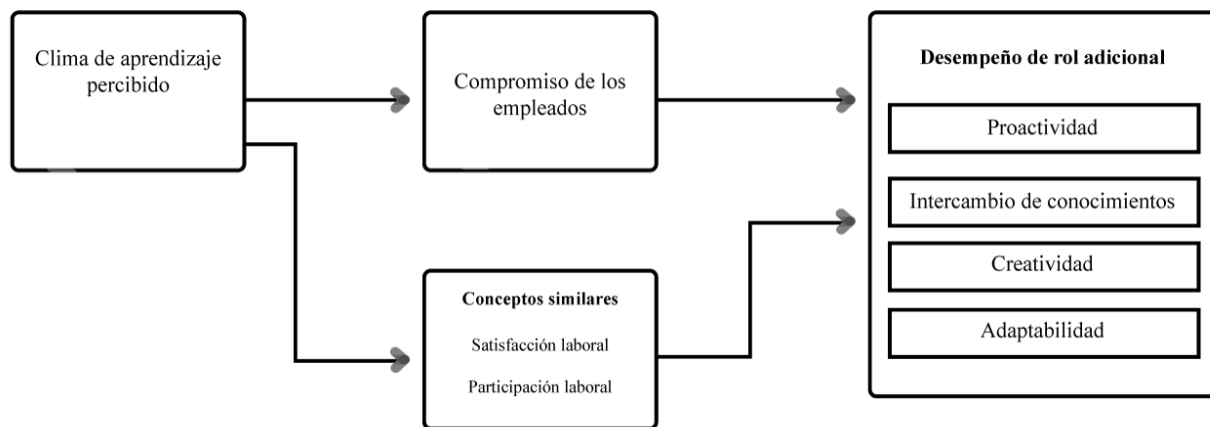 Clima de aprendizaje
percibido
Compromiso de los
empleados
Conceptos similares
Satisfacción laboral
Participación laboral
Desempeño de rol adicional
Proactividad
Intercambio de conocimientos
Creatividad
Adaptabilidad